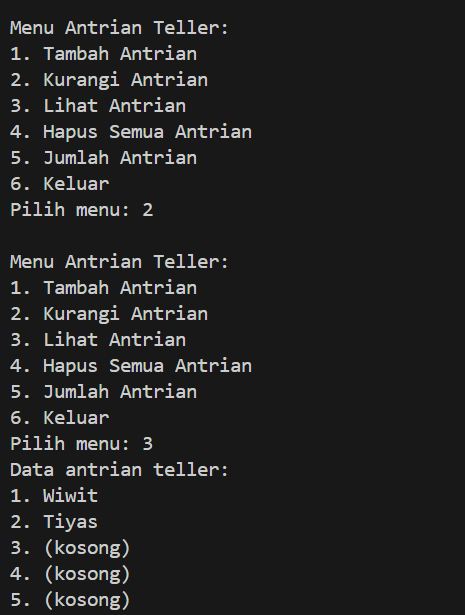 Menu Antrian Teller:
1. Tambah Antrian
2. Kurangi Antrian
3. Lihat Antrian
4. Hapus Semua Antrian
5. Jumlah Antrian
6. Keluar
Pilih menu: 2
Menu Antrian Teller:
1. Tambah Antrian
2. Kurangi Antrian
3. Lihat Antrian
4. Hapus Semua Antrian
5. Jumlah Antrian
6. Keluar
Pilih menu: 3
Data antrian teller:
1. Wiwit
2. Tiyas
3. (kosong)
4. (kosong)
5. (kosong)